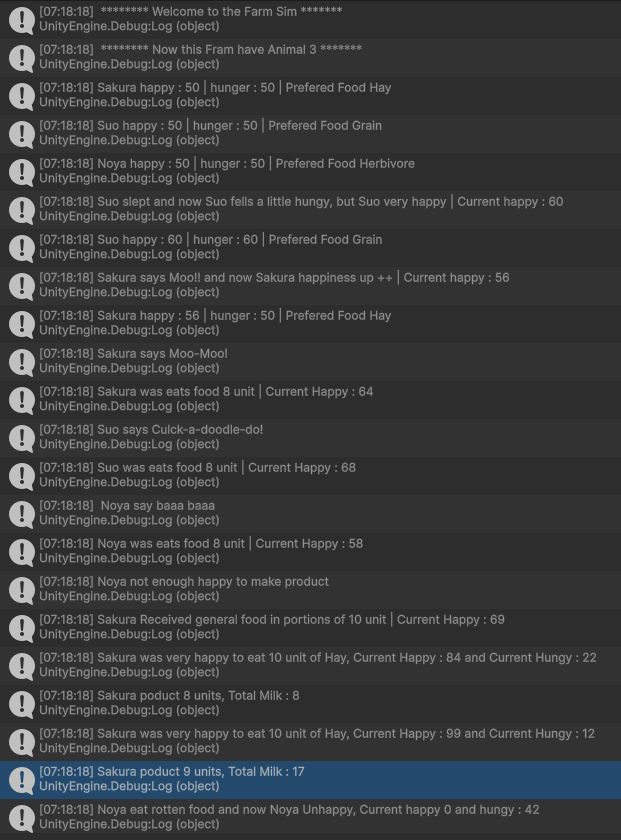 [07:18:18] ******** Welcome to the Farm Sim *******
UnityEngine.Debug:Log (object)
[07:18:18] ******** Now this Fram have Animal 3 *******
UnityEngine.Debug:Log (object)
[07:18:18] Sakura happy : 50 | hunger : 50 | Prefered Food Hay
UnityEngine.Debug:Log (object)
[07:18:18] Suo happy : 50 | hunger : 50 | Prefered Food Grain
UnityEngine.Debug:Log (object)
[07:18:18] Noya happy : 50 | hunger : 50 | Prefered Food Herbivore
UnityEngine.Debug:Log (object)
[07:18:18] Suo slept and now Suo fells a little hungy, but Suo very happy | Current happy : 60
UnityEngine.Debug:Log (object)
[07:18:18] Suo happy : 60 | hunger : 60 | Prefered Food Grain
UnityEngine.Debug:Log (object)
[07:18:18] Sakura says Moo!! and now Sakura happiness up ++ | Current happy : 56
UnityEngine.Debug:Log (object)
[07:18:18] Sakura happy : 56 | hunger : 50 | Prefered Food Hay
UnityEngine.Debug:Log (object)
[07:18:18] Sakura says Moo-Moo!
UnityEngine.Debug:Log (object)
[07:18:18] Sakura was eats food 8 unit | Current Happy : 64
UnityEngine.Debug:Log (object)
[07:18:18] Suo says Culck-a-doodle-do!
UnityEngine.Debug:Log (object)
[07:18:18] Suo was eats food 8 unit | Current Happy : 68
UnityEngine.Debug:Log (object)
[07:18:18] Noya say baaa baaa
UnityEngine.Debug:Log (object)
[07:18:18] Noya was eats food 8 unit | Current Happy : 58
UnityEngine.Debug:Log (object)
[07:18:18] Noya not enough happy to make product
UnityEngine.Debug:Log (object)
[07:18:18] Sakura Received general food in portions of 10 unit | Current Happy : 69
UnityEngine.Debug:Log (object)
[07:18:18] Sakura was very happy to eat 10 unit of Hay, Current Happy : 84 and Current Hungy : 22
UnityEngine.Debug:Log (object)
[07:18:18] Sakura poduct 8 units, Total Milk : 8
UnityEngine.Debug:Log (object)
[07:18:18] Sakura was very happy to eat 10 unit of Hay, Current Happy : 99 and Current Hungy : 12
UnityEngine.Debug:Log (object)
[07:18:18] Sakura poduct 9 units, Total Milk : 17
UnityEngine.Debug:Log (object)
[07:18:18] Noya eat rotten food and now Noya Unhappy, Current happy 0 and hungy : 42
UnityEngine.Debug:Log (object)